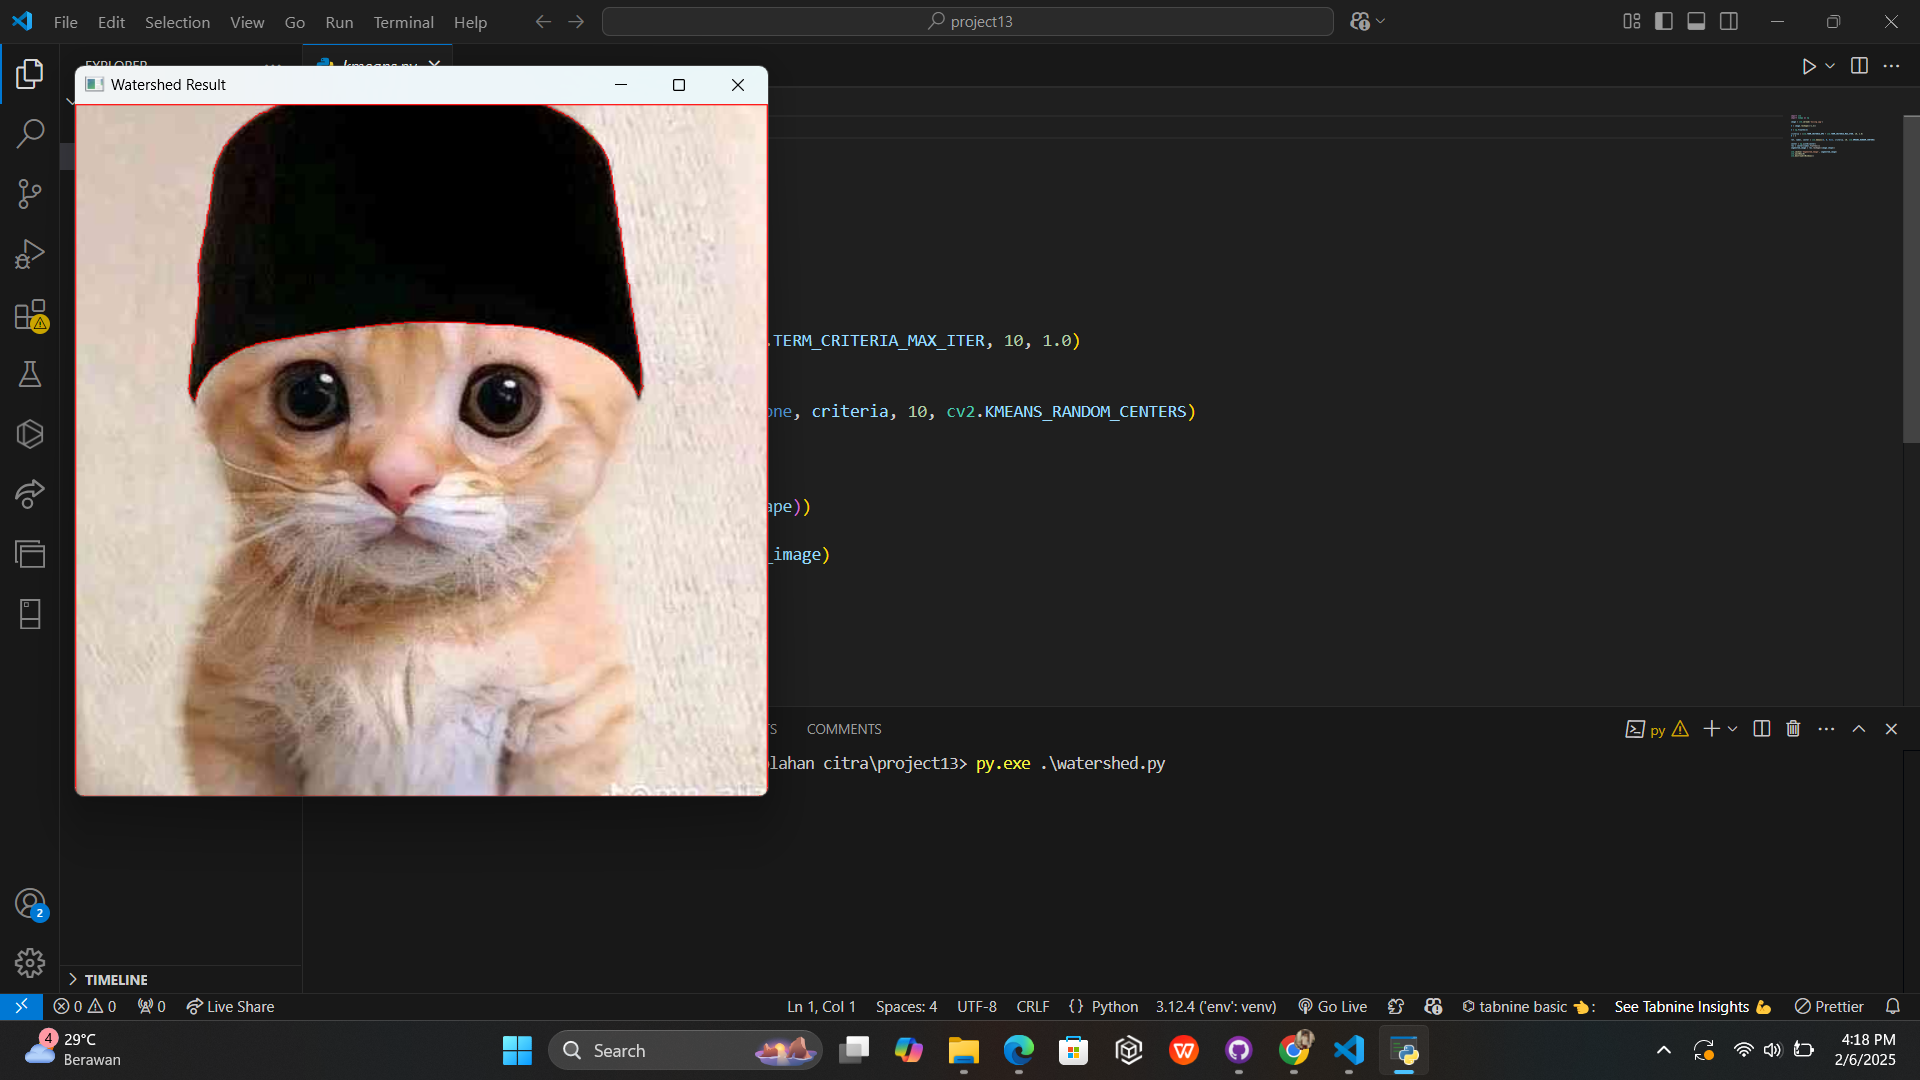 File Edit Selection View Go Run Terminal Help
project13
EXPLORER
kmeans.py
Watershed Result
.TERM_CRITERIA_MAX_ITER, 10, 1.0)
one, criteria, 10, cv2.KMEANS_RANDOM_CENTERS)
ape))
_image)
COMMENTS
py
lahan citra\project13> py.exe .\watershed.py
2
TIMELINE
0 0 0 Live Share
Ln 1, Col 1 Spaces: 4 UTF-8 CRLF {} Python 3.12.4 ('env': venv) Go Live tabnine basic : See Tabnine Insights Prettier
4 29°C
Berawan
Search
4:18 PM
2/6/2025